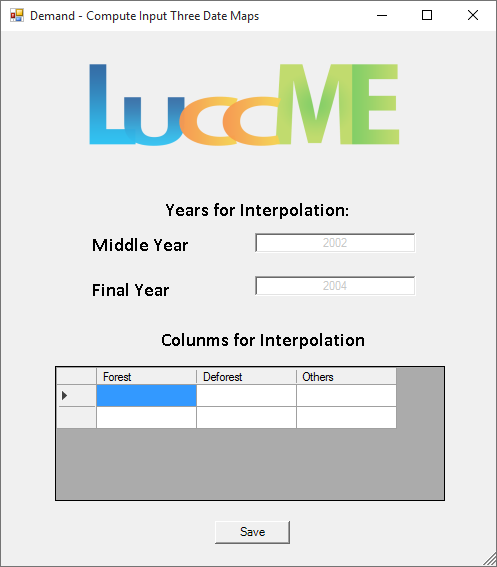 Demand - Compute Input Three Date Maps
LuccME
Years for Interpolation:
Middle Year 2002
Final Year 2004
Colunms for Interpolation
Forest Deforest Others
Save